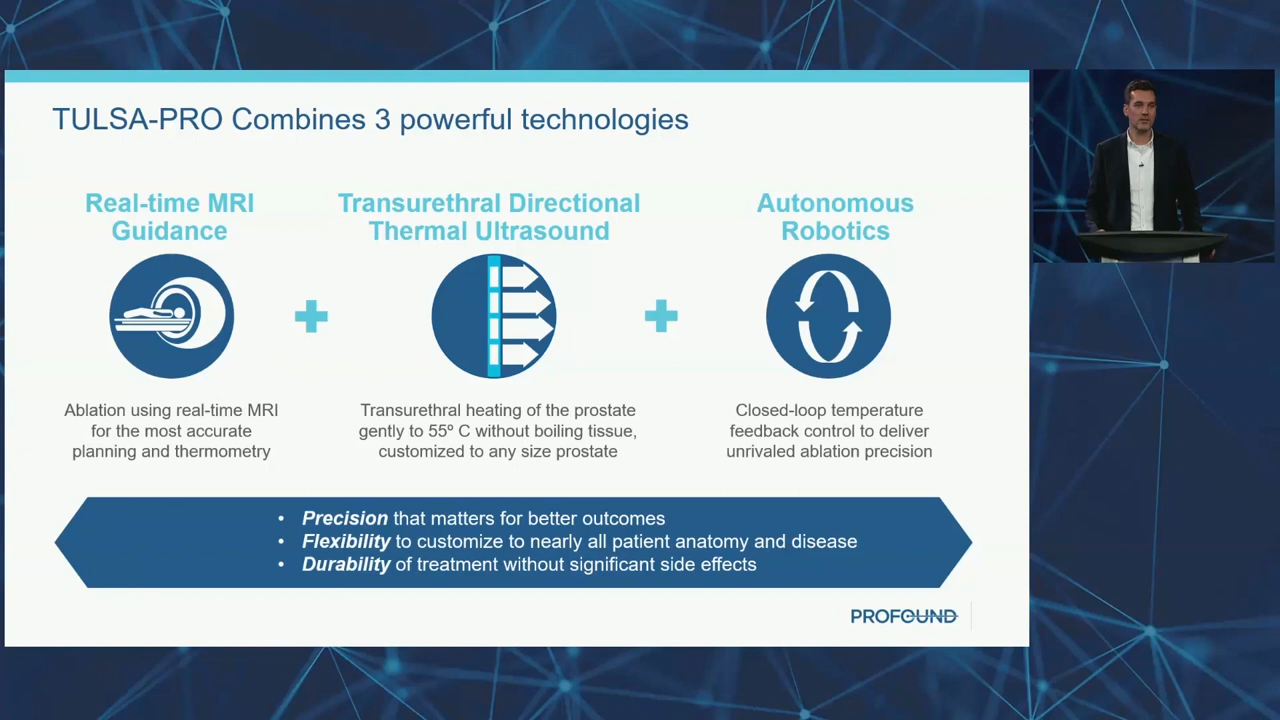 TULSA-PRO Combines 3 powerful technologies
Real-time MRI
Guidance
Transurethral Directional
Thermal Ultrasound
Autonomous
Robotics
Ablation using real-time MRI
for the most accurate
planning and thermometry
Transurethral heating of the prostate
gently to 55º C without boiling tissue,
customized to any size prostate
Closed-loop temperature
feedback control to deliver
unrivaled ablation precision
• Precision that matters for better outcomes
• Flexibility to customize to nearly all patient anatomy and disease
• Durability of treatment without significant side effects
PROFOUND